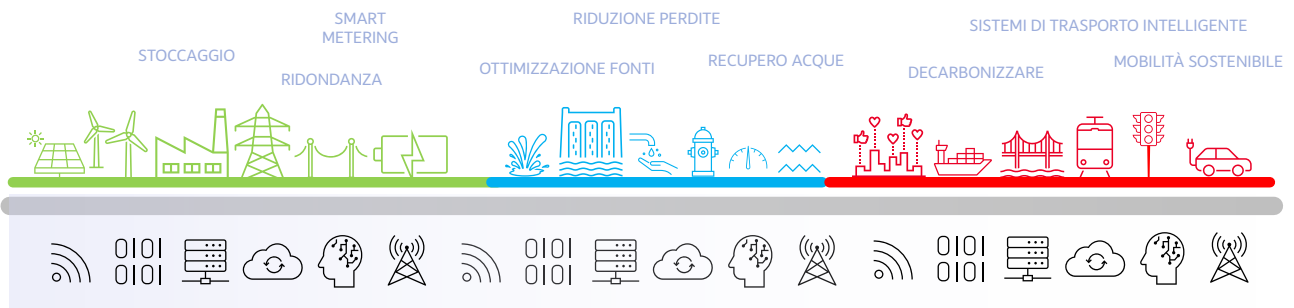 STOCCAGGIO
SMART
METERING
RIDONDANZA
OTTIMIZZAZIONE FONTI
RIDUZIONE PERDITE
RECUPERO ACQUE
DECARBONIZZARE
SISTEMI DI TRASPORTO INTELLIGENTE
MOBILITÀ SOSTENIBILE
0101
0101
0101
0101
0101
0101